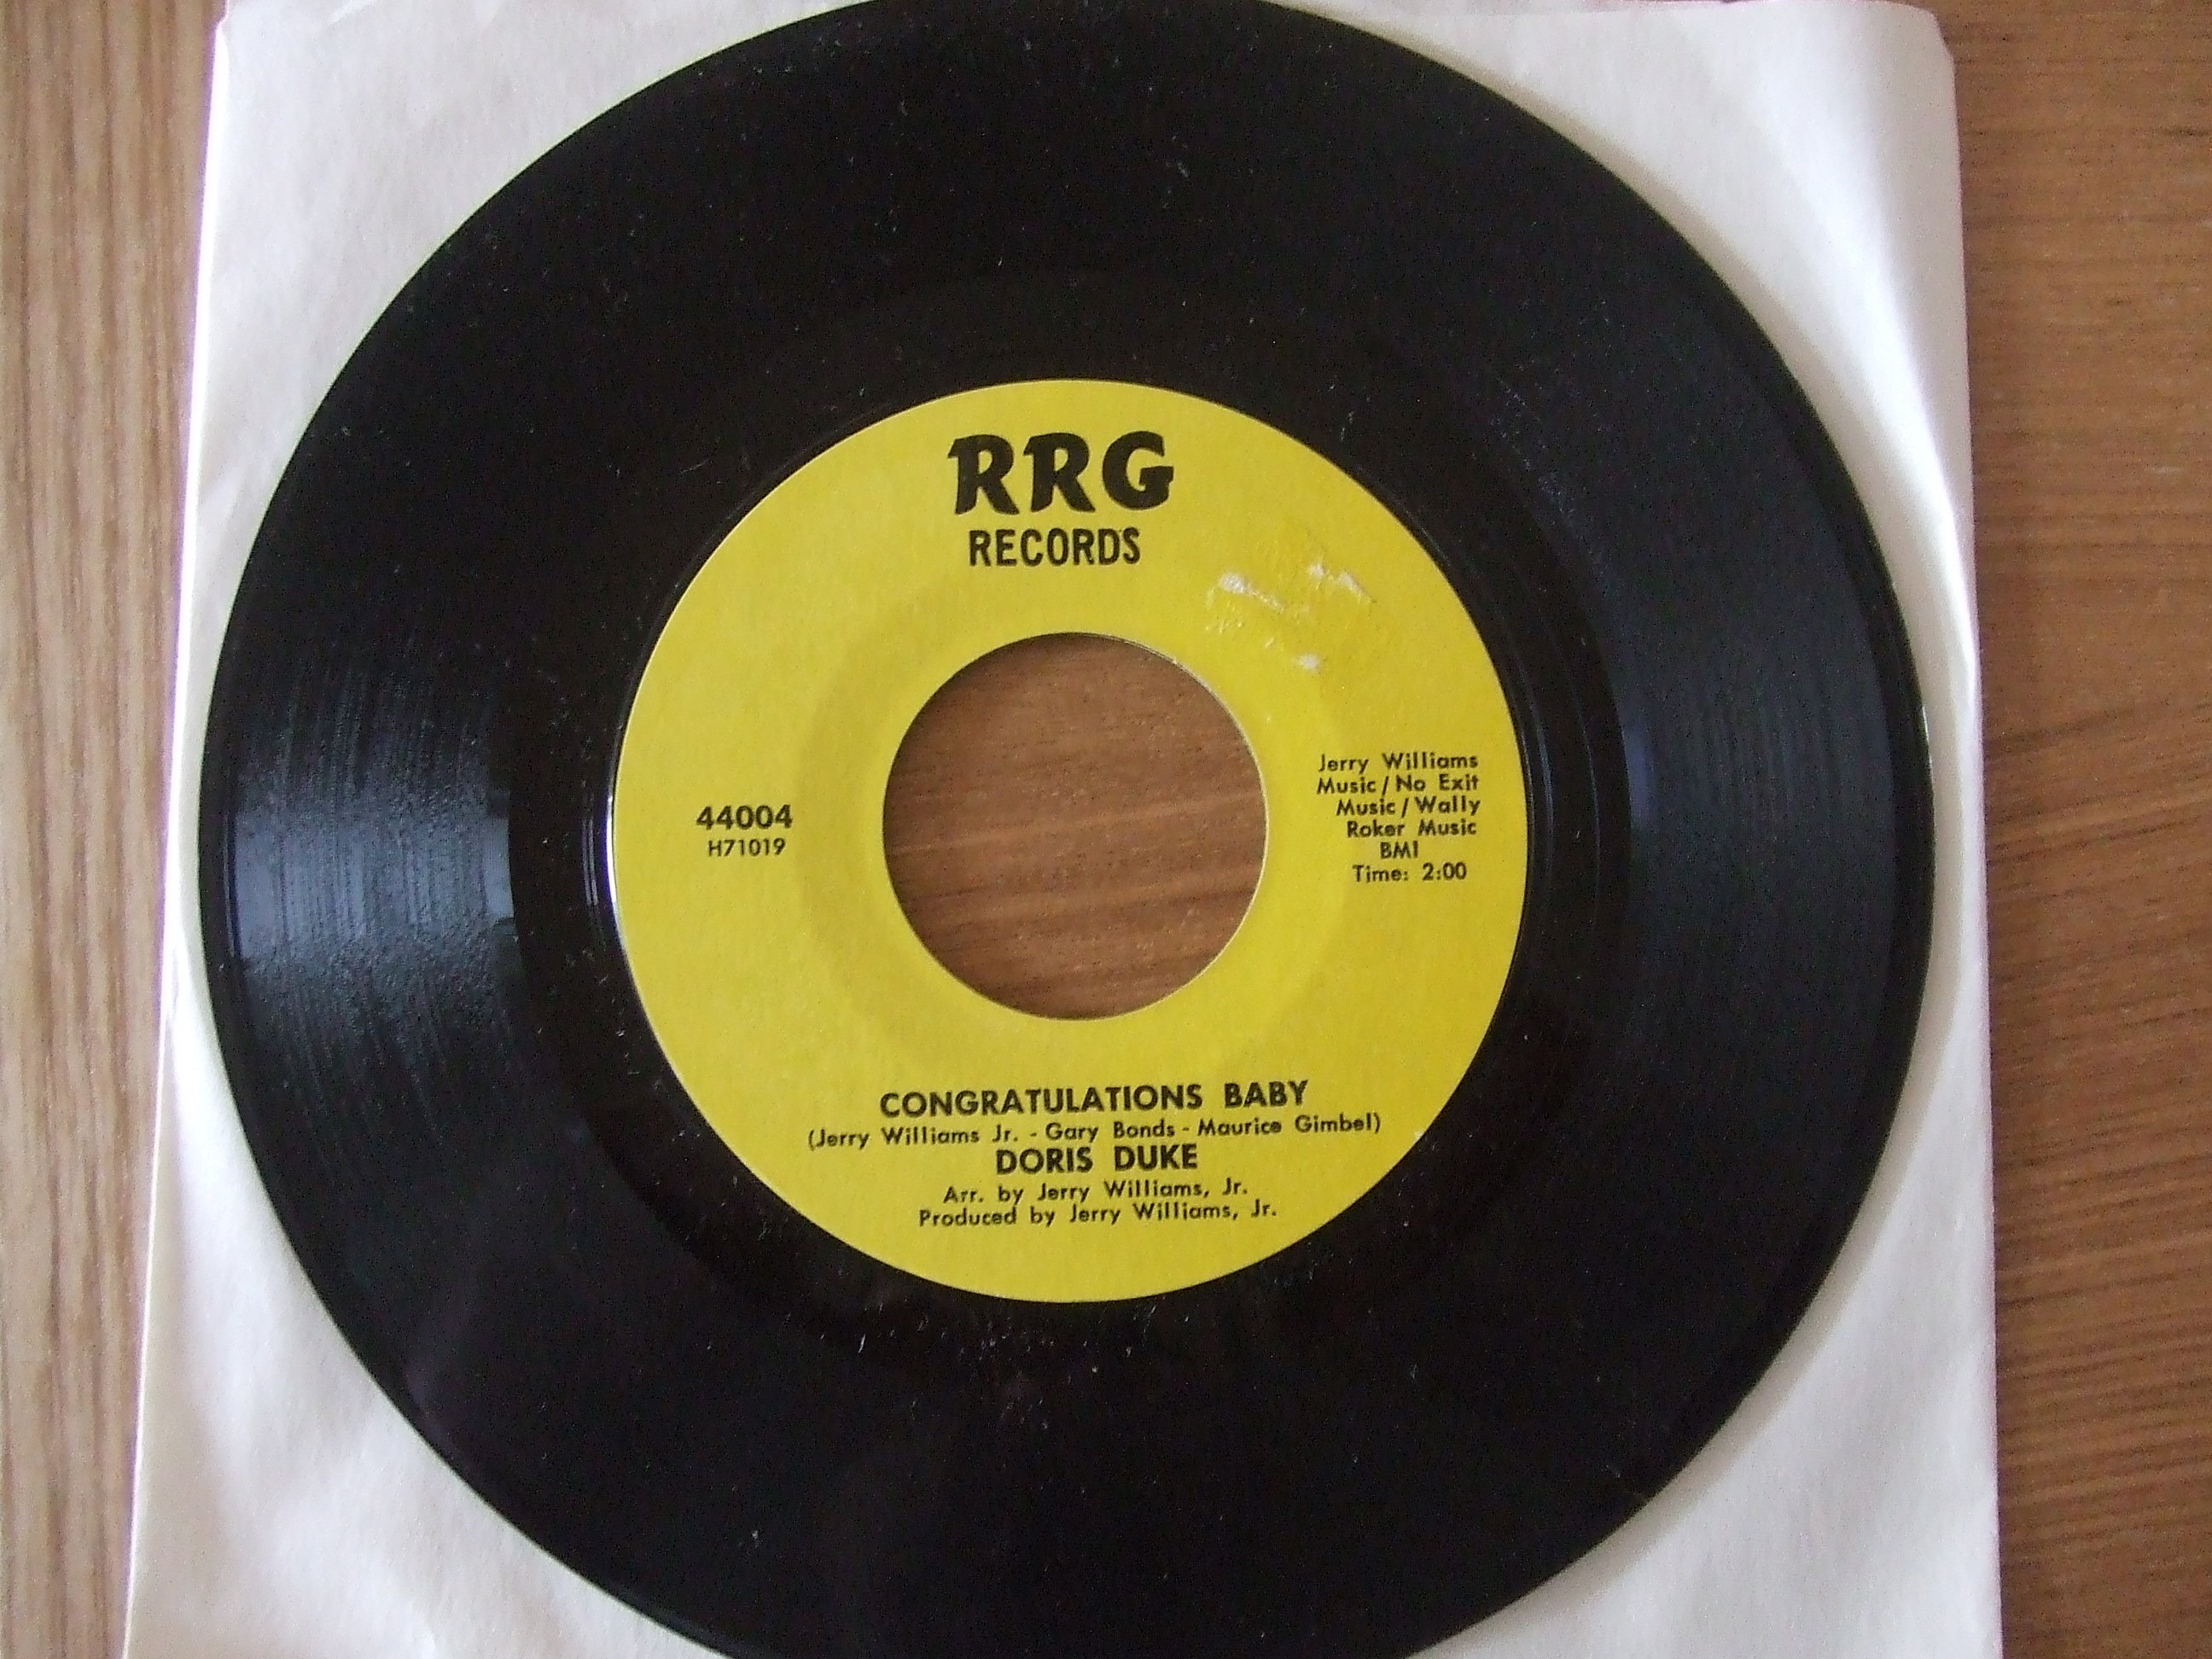 RRG
RECORDS
44004
H71019
Jerry Williams
Music / No Exit
Music / Wally
Roker Music
BMI
Time: 2:00
CONGRATULATIONS BABY
(Jerry Williams Jr. - Gary Bonds - Maurice Gimbel)
DORIS DUKE
Arr. by Jerry Williams, Jr.
Produced by Jerry Williams, Jr.